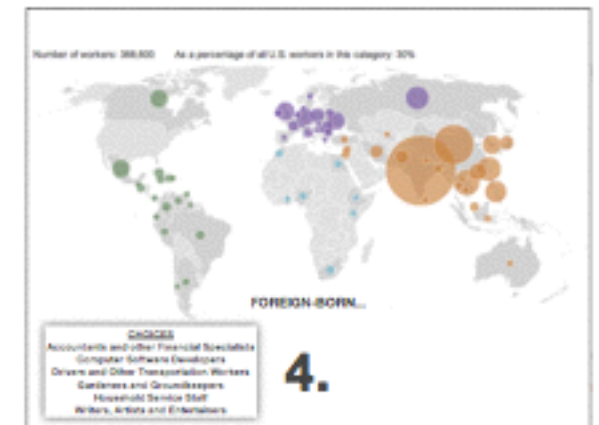 Number of workers: 388,600 As a percentage of all U.S. workers in this category: 30%
FOREIGN-BORN...
CHOICES
Accountants and other Financial Specialists
Computer Software Developers
Drivers and Other Transportation Workers
Gardeners and Groundkeepers
Household Service Staff
Writers, Artists and Entertainers
4.